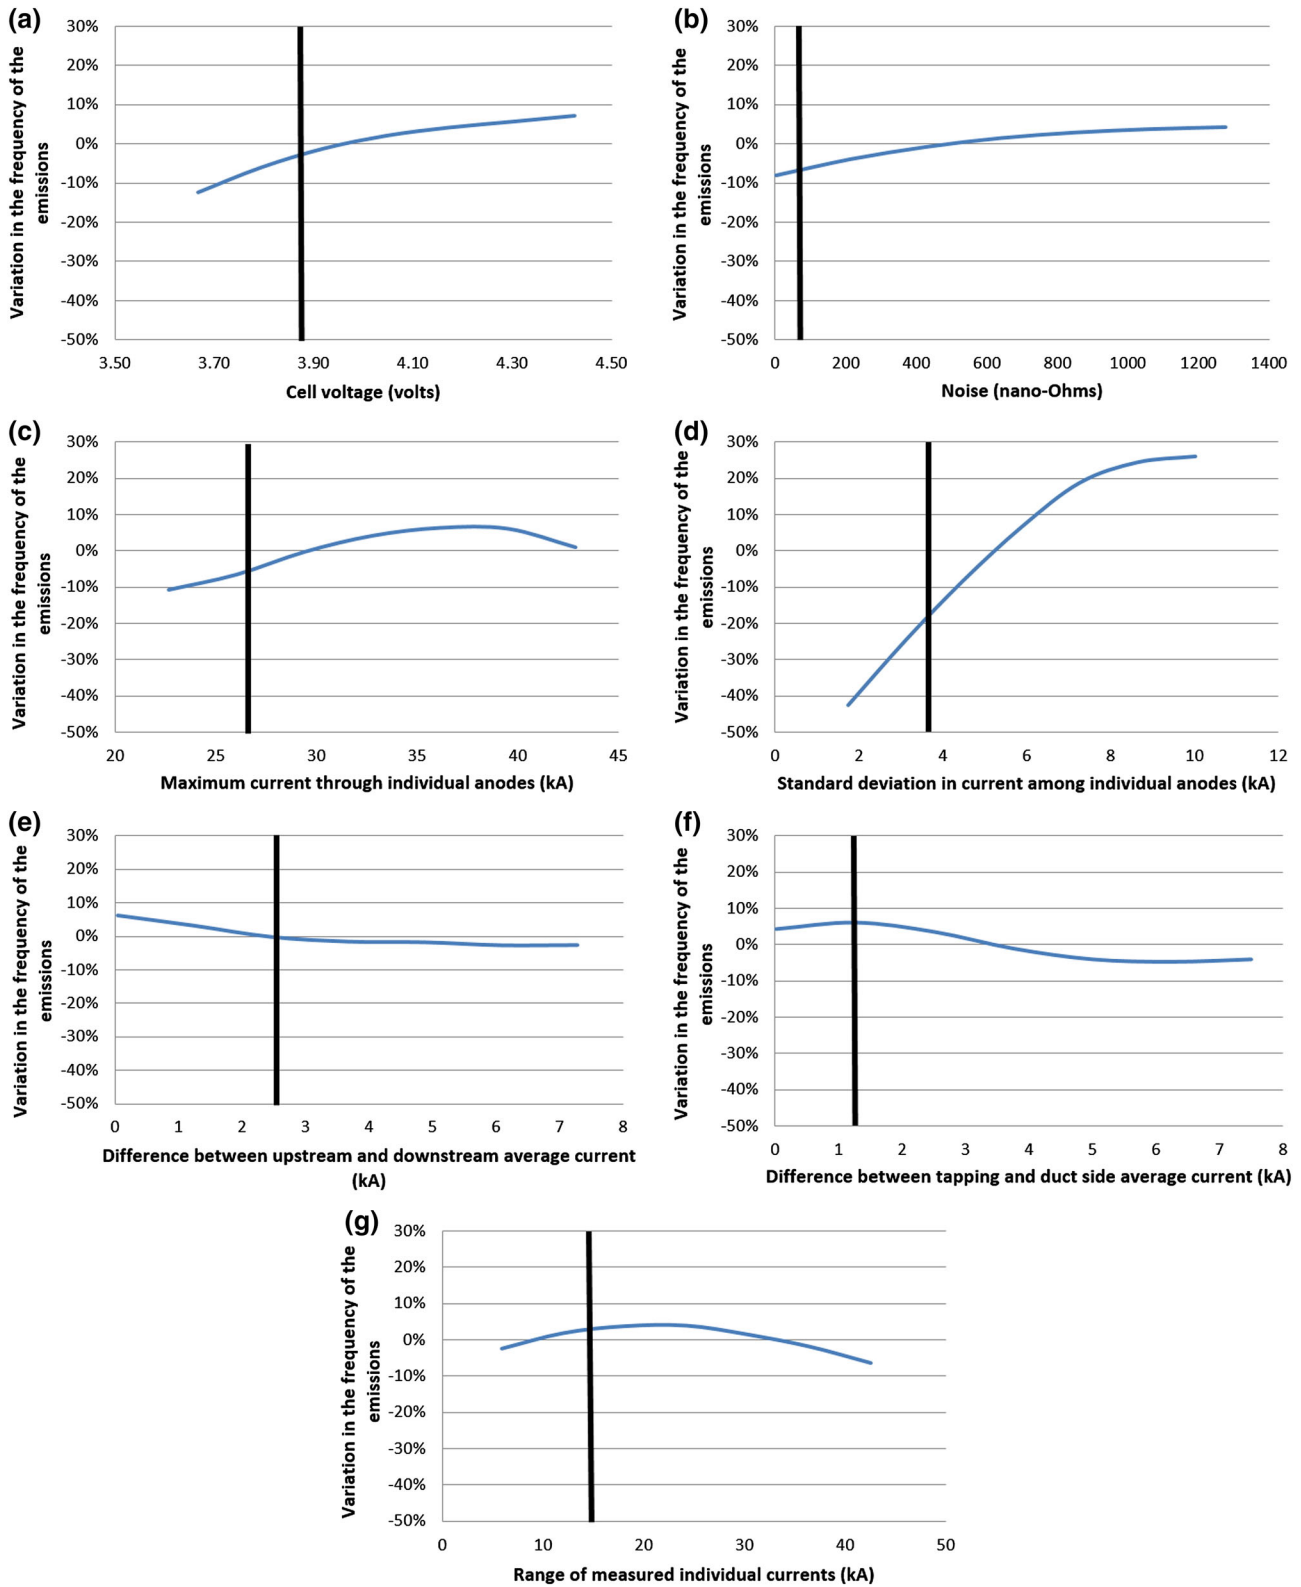 (a)
Variation in the frequency of the
emissions
30%
20%
10%
0%
-10%
-20%
-30%
-40%
-50%
3.50 3.70 3.90 4.10 4.30 4.50
Cell voltage (volts)
(b)
Variation in the frequency of the
emissions
30%
20%
10%
0%
-10%
-20%
-30%
-40%
-50%
0 200 400 600 800 1000 1200 1400
Noise (nano-Ohms)
(c)
Variation in the frequency of the
emissions
30%
20%
10%
0%
-10%
-20%
-30%
-40%
-50%
20 25 30 35 40 45
Maximum current through individual anodes (kA)
(d)
Variation in the frequency of the
emissions
30%
20%
10%
0%
-10%
-20%
-30%
-40%
-50%
0 2 4 6 8 10 12
Standard deviation in current among individual anodes (kA)
(e)
Variation in the frequency of the
emissions
30%
20%
10%
0%
-10%
-20%
-30%
-40%
-50%
0 1 2 3 4 5 6 7 8
Difference between upstream and downstream average current
(kA)
(f)
Variation in the frequency of the
emissions
30%
20%
10%
0%
-10%
-20%
-30%
-40%
-50%
0 1 2 3 4 5 6 7 8
Difference between tapping and duct side average current (kA)
(g)
Variation in the frequency of the
emissions
30%
20%
10%
0%
-10%
-20%
-30%
-40%
-50%
0 10 20 30 40 50
Range of measured individual currents (kA)